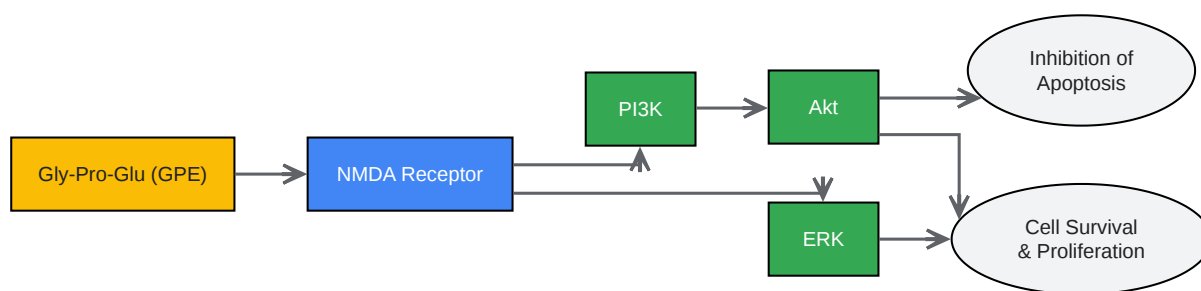 Gly-Pro-Glu (GPE)
NMDA Receptor
PI3K
Akt
ERK
Inhibition of
Apoptosis
Cell Survival
& Proliferation